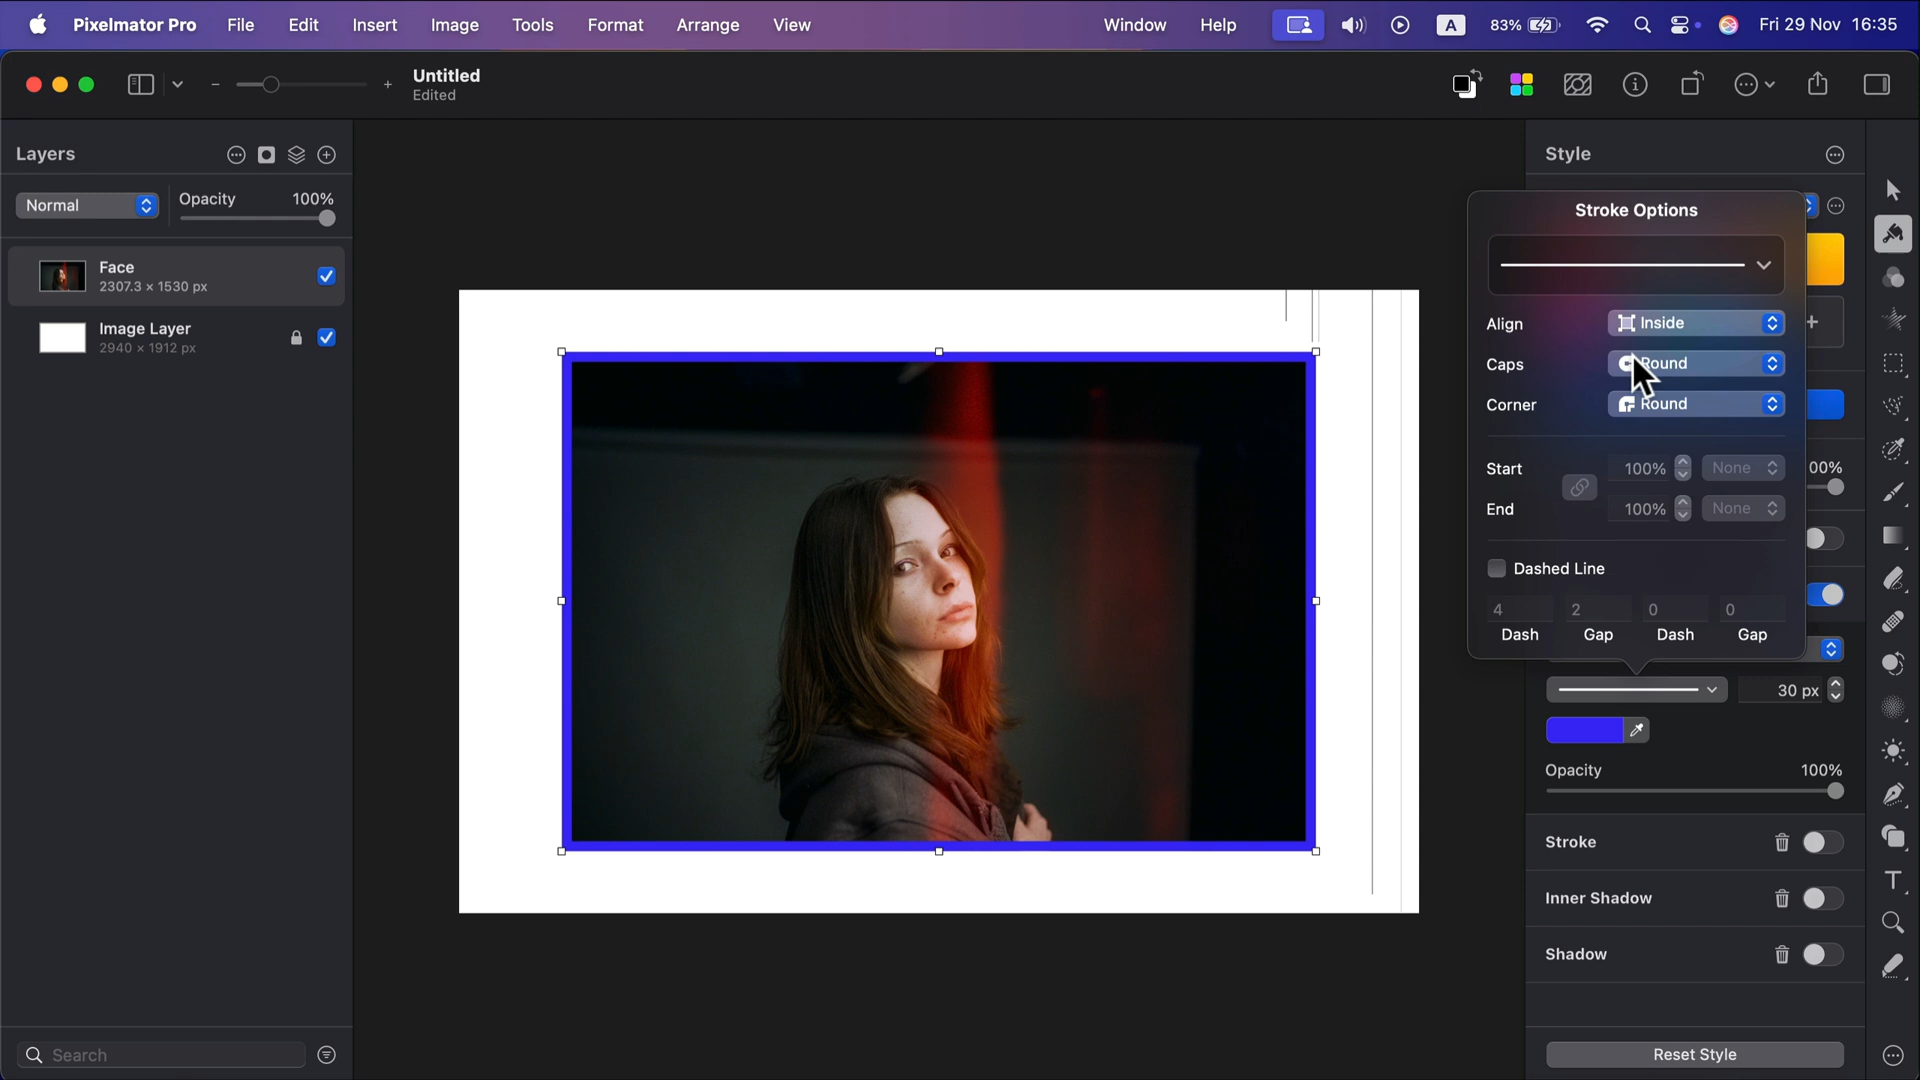 Pixelmator Pro File Edit Insert Image Tools Format Arrange View Window Help A 83% Fri 29 Nov 16:35
Untitled
Edited
Layers
Normal
Opacity 100%
Face
2307.3 × 1530 px
Image Layer
2940 × 1912 px
Search
Style
Stroke Options
Align Inside
Caps Round
Corner Round
Start 100% None
00%
End 100% None
Dashed Line
4 2 0 0
Dash Gap Dash Gap
30 px
Opacity 100%
Stroke
Inner Shadow
Shadow
Reset Style